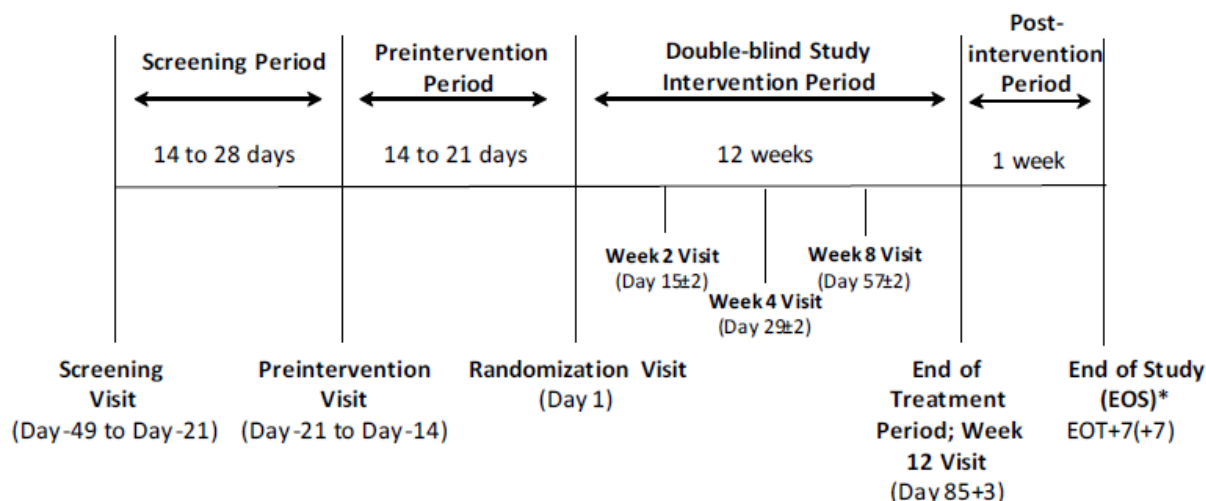 Screening Period
14 to 28 days
Preintervention
Period
14 to 21 days
Double-blind Study
Intervention Period
12 weeks
Post-
intervention
Period
1 week
Week 2 Visit
(Day 15±2)
Week 4 Visit
(Day 29±2)
Week 8 Visit
(Day 57±2)
Screening
Visit
(Day-49 to Day-21)
Preintervention
Visit
(Day-21 to Day-14)
Randomization Visit
(Day 1)
End of
Treatment
Period; Week
12 Visit
(Day 85+3)
End of Study
(EOS)*
EOT+7(+7)